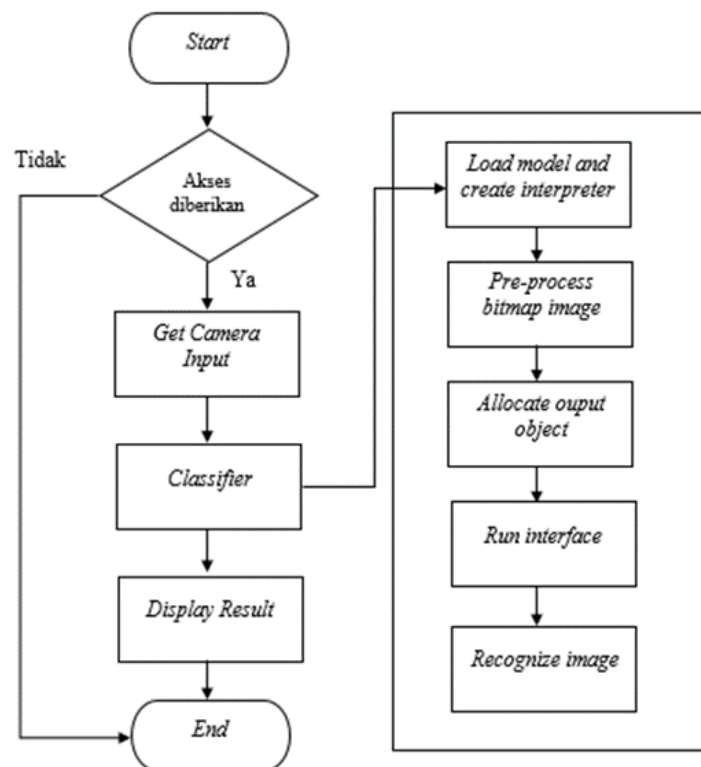 Start
Tidak
Akses
diberikan
Ya
Get Camera
Input
Classifier
Display Result
End
Load model and
create interpreter
Pre-process
bitmap image
Allocate ouput
object
Run interface
Recognize image